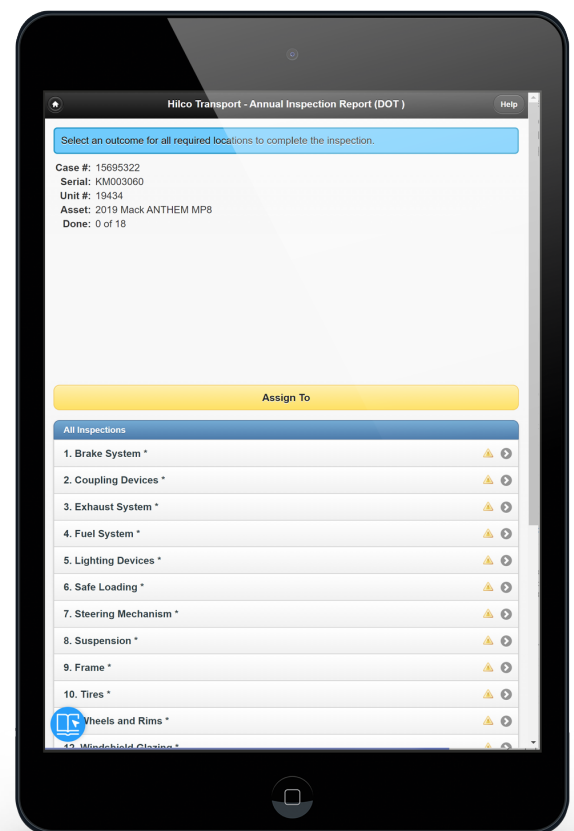 Hilco Transport - Annual Inspection Report (DOT )
Help
Select an outcome for all required locations to complete the inspection.
Case #: 15695322
Serial: KM003060
Unit #: 19434
Asset: 2019 Mack ANTHEM MP8
Done: 0 of 18
Assign To
All Inspections
1. Brake System *
2. Coupling Devices *
3. Exhaust System *
4. Fuel System *
5. Lighting Devices *
6. Safe Loading *
7. Steering Mechanism *
8. Suspension *
9. Frame *
10. Tires *
Wheels and Rims *
12. Windshield Glazing *